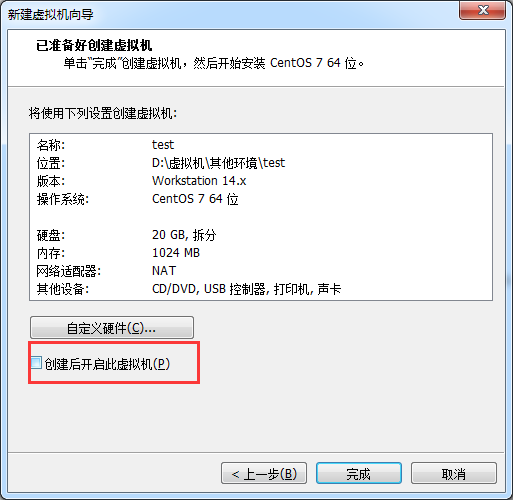 新建虚拟机向导
已准备好创建虚拟机
单击“完成”创建虚拟机，然后开始安装 CentOS 7 64 位。
将使用下列设置创建虚拟机:
名称: test
位置: D:\虚拟机\其他环境\test
版本: Workstation 14.x
操作系统: CentOS 7 64 位
硬盘: 20 GB, 拆分
内存: 1024 MB
网络适配器: NAT
其他设备: CD/DVD, USB 控制器, 打印机, 声卡
自定义硬件(C)...
创建后开启此虚拟机(P)
< 上一步(B) 完成 取消